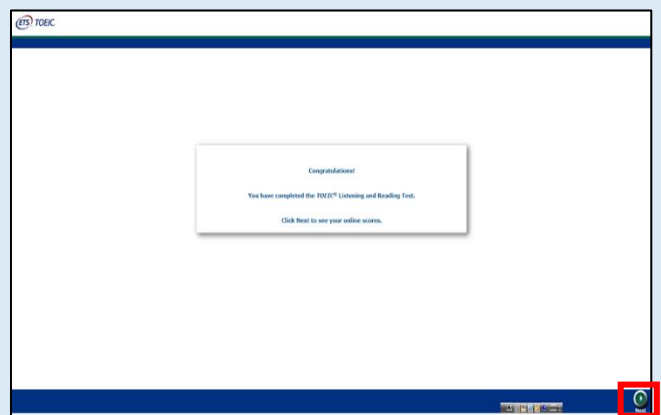 ETS TOEIC
Congratulations!
You have completed the TOEIC® Listening and Reading Test.
Click Next to see your online scores.
Next